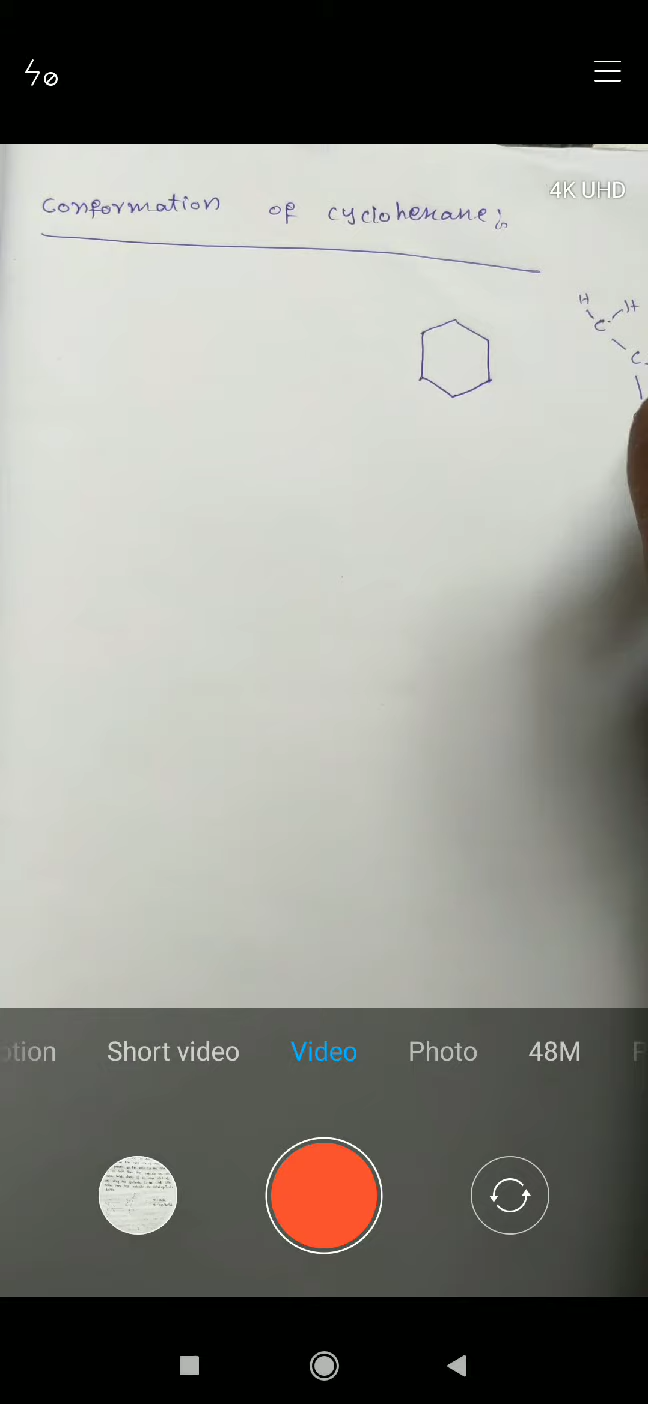 4K UHD
Conformation of cyclohexane:
H H
C
C
Video
Short video
Photo
48M